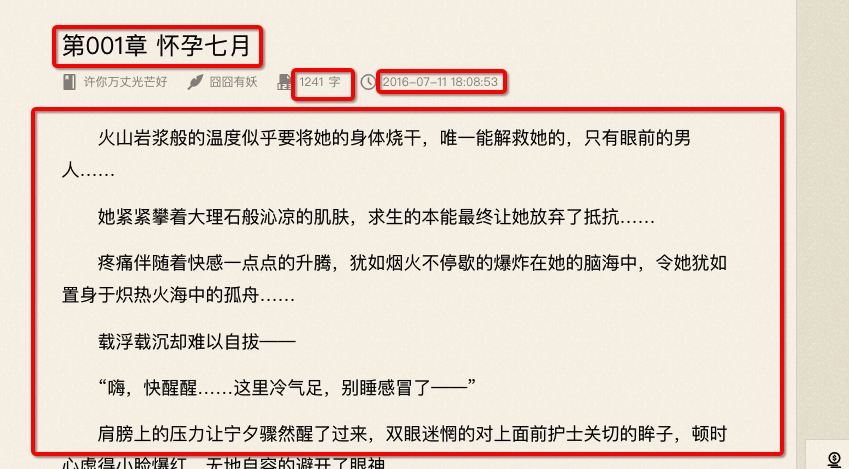 第001章 怀孕七月
许你万丈光芒好 囧囧有妖 1241 字 2016-07-11 18:08:53
火山岩浆般的温度似乎要将她的身体烧干，唯一能解救她的，只有眼前的男
人……
她紧紧攀着大理石般沁凉的肌肤，求生的本能最终让她放弃了抵抗……
疼痛伴随着快感一点点的升腾，犹如烟火不停歇的爆炸在她的脑海中，令她犹如
置身于炽热火海中的孤舟……
载浮载沉却难以自拔——
“嗨，快醒醒……这里冷气足，别睡感冒了——”
肩膀上的压力让宁夕骤然醒了过来，双眼迷惘的对上面前护士关切的眸子，顿时
心虚得小脸爆红，无地自容的避开了眼神